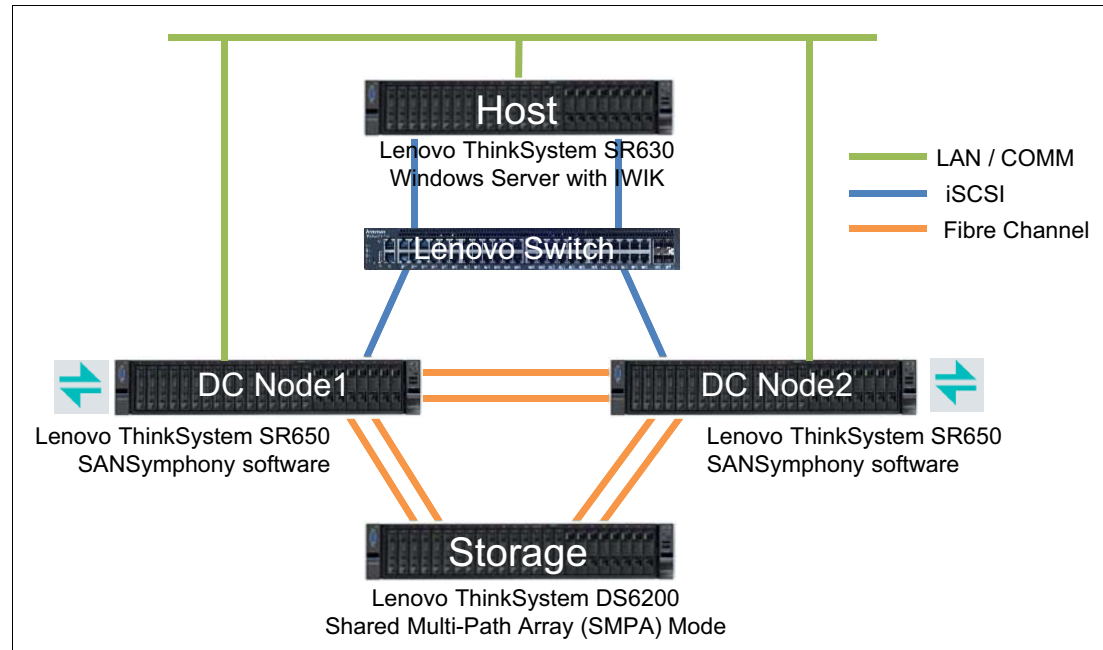 Host
Lenovo ThinkSystem SR630
Windows Server with IWIK
LAN / COMM
iSCSI
Fibre Channel
Lenovo Switch
DC Node1
DC Node2
Lenovo ThinkSystem SR650
SANSymphony software
Lenovo ThinkSystem SR650
SANSymphony software
Storage
Lenovo ThinkSystem DS6200
Shared Multi-Path Array (SMPA) Mode